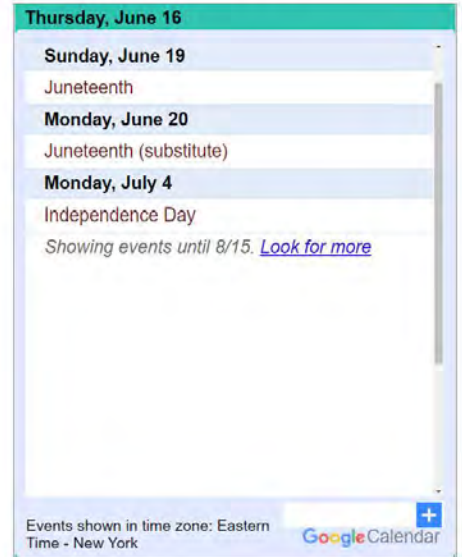 Thursday, June 16
Sunday, June 19
Juneteenth
Monday, June 20
Juneteenth (substitute)
Monday, July 4
Independence Day
Showing events until 8/15. Look for more
Events shown in time zone: Eastern
Time - New York
Google Calendar